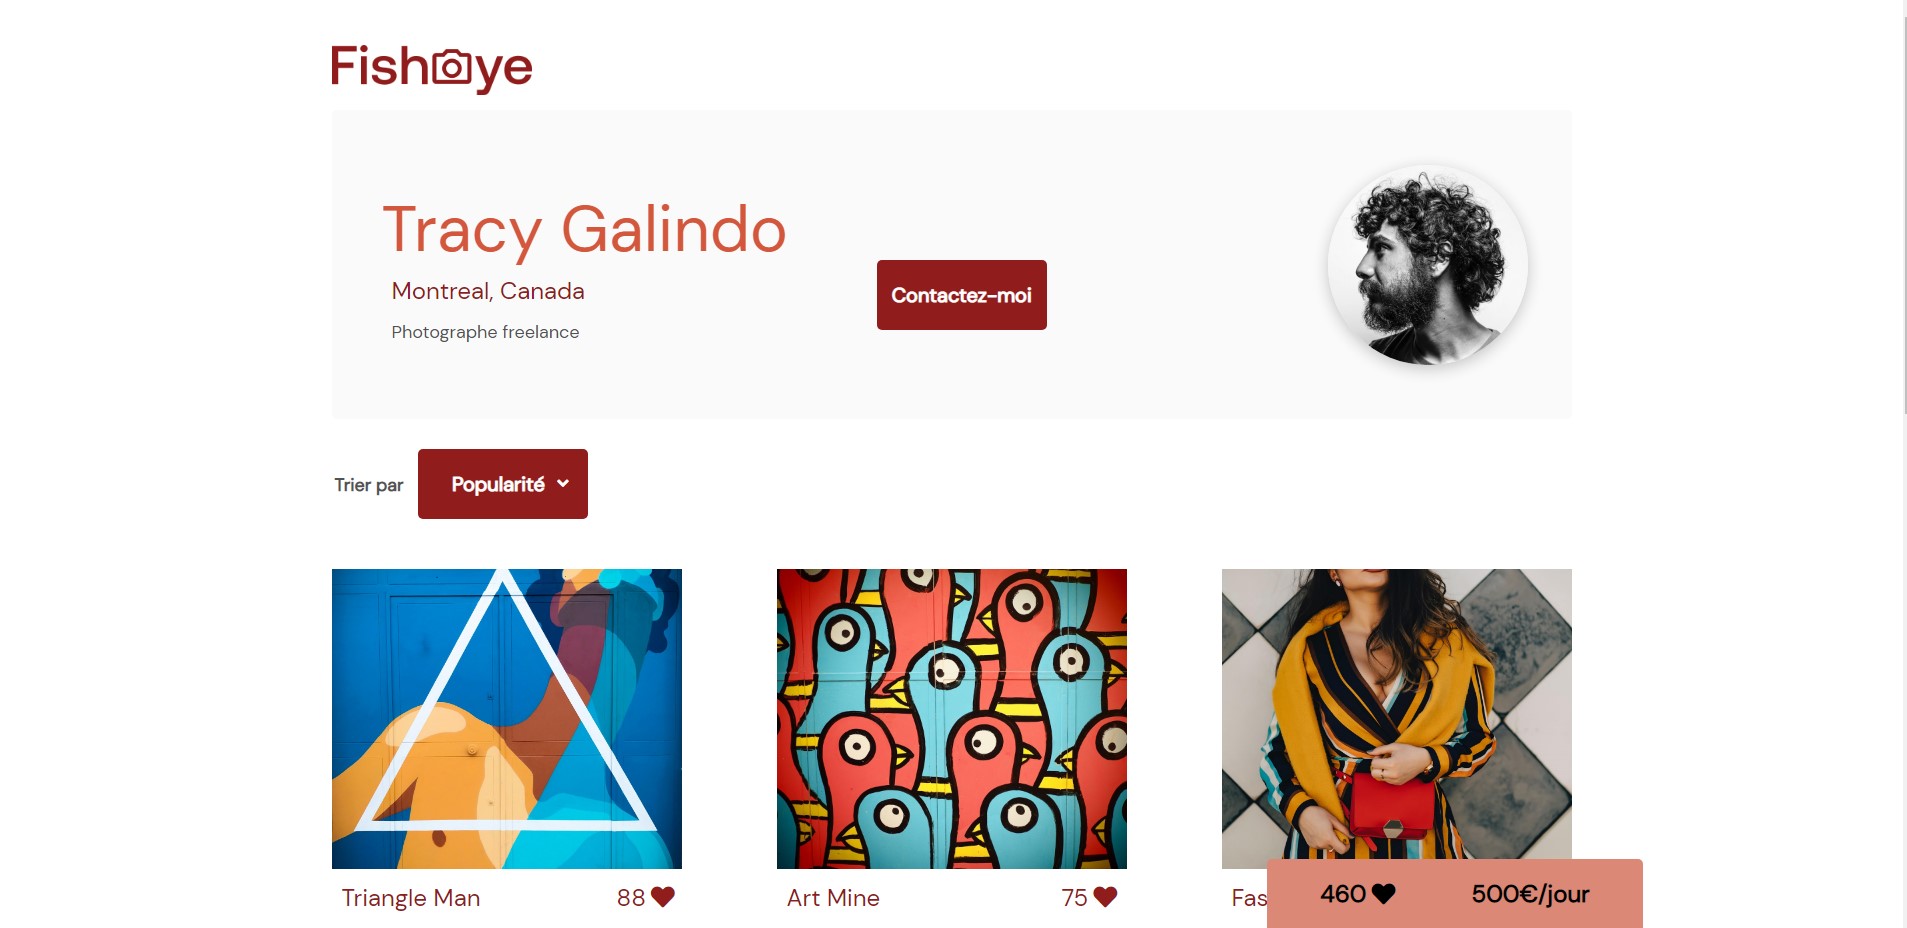 Fisheye
Tracy Galindo
Montreal, Canada
Photographe freelance
Contactez-moi
Trier par
Popularité
Triangle Man
88
Art Mine
75
Fas
460
500€/jour